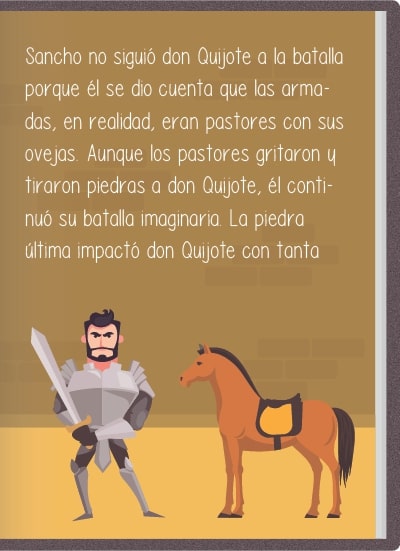 Sancho no siguió don Quijote a la batalla
porque él se dio cuenta que las arma-
das, en realidad, eran pastores con sus
ovejas. Aunque los pastores gritaron y
tiraron piedras a don Quijote, él conti-
nuó su batalla imaginaria. La piedra
última impactó don Quijote con tanta